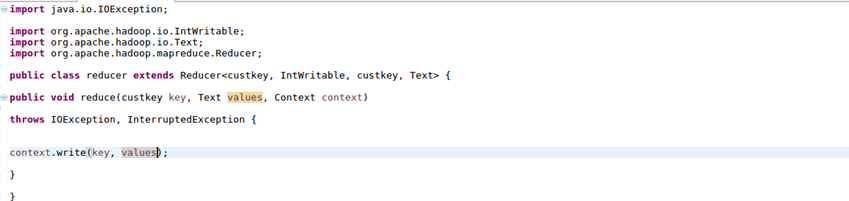 import java.io.IOException;
import org.apache.hadoop.io.IntWritable;
import org.apache.hadoop.io.Text;
import org.apache.hadoop.mapreduce.Reducer;
public class reducer extends Reducer<custkey, IntWritable, custkey, Text> {
public void reduce(custkey key, Text values, Context context)
throws IOException, InterruptedException {
context.write(key, values);
}
}